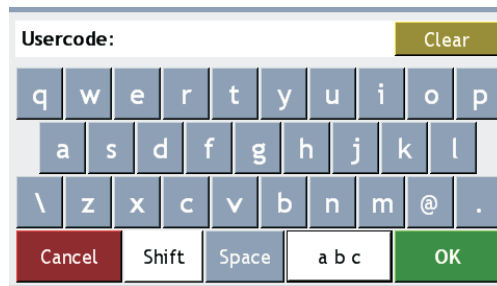 Usercode: Clear
q w e r t y u i o p
a s d f g h j k l
\ z x c v b n m @ .
Cancel Shift Space a b c OK